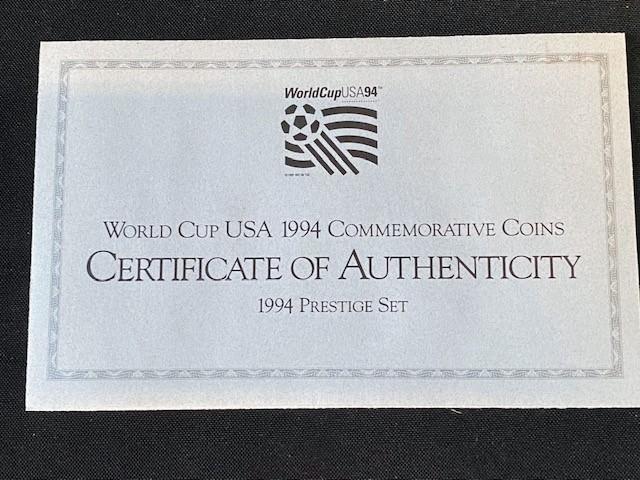 WorldCupUSA94™
World Cup USA 1994 Commemorative Coins
Certificate of Authenticity
1994 Prestige Set